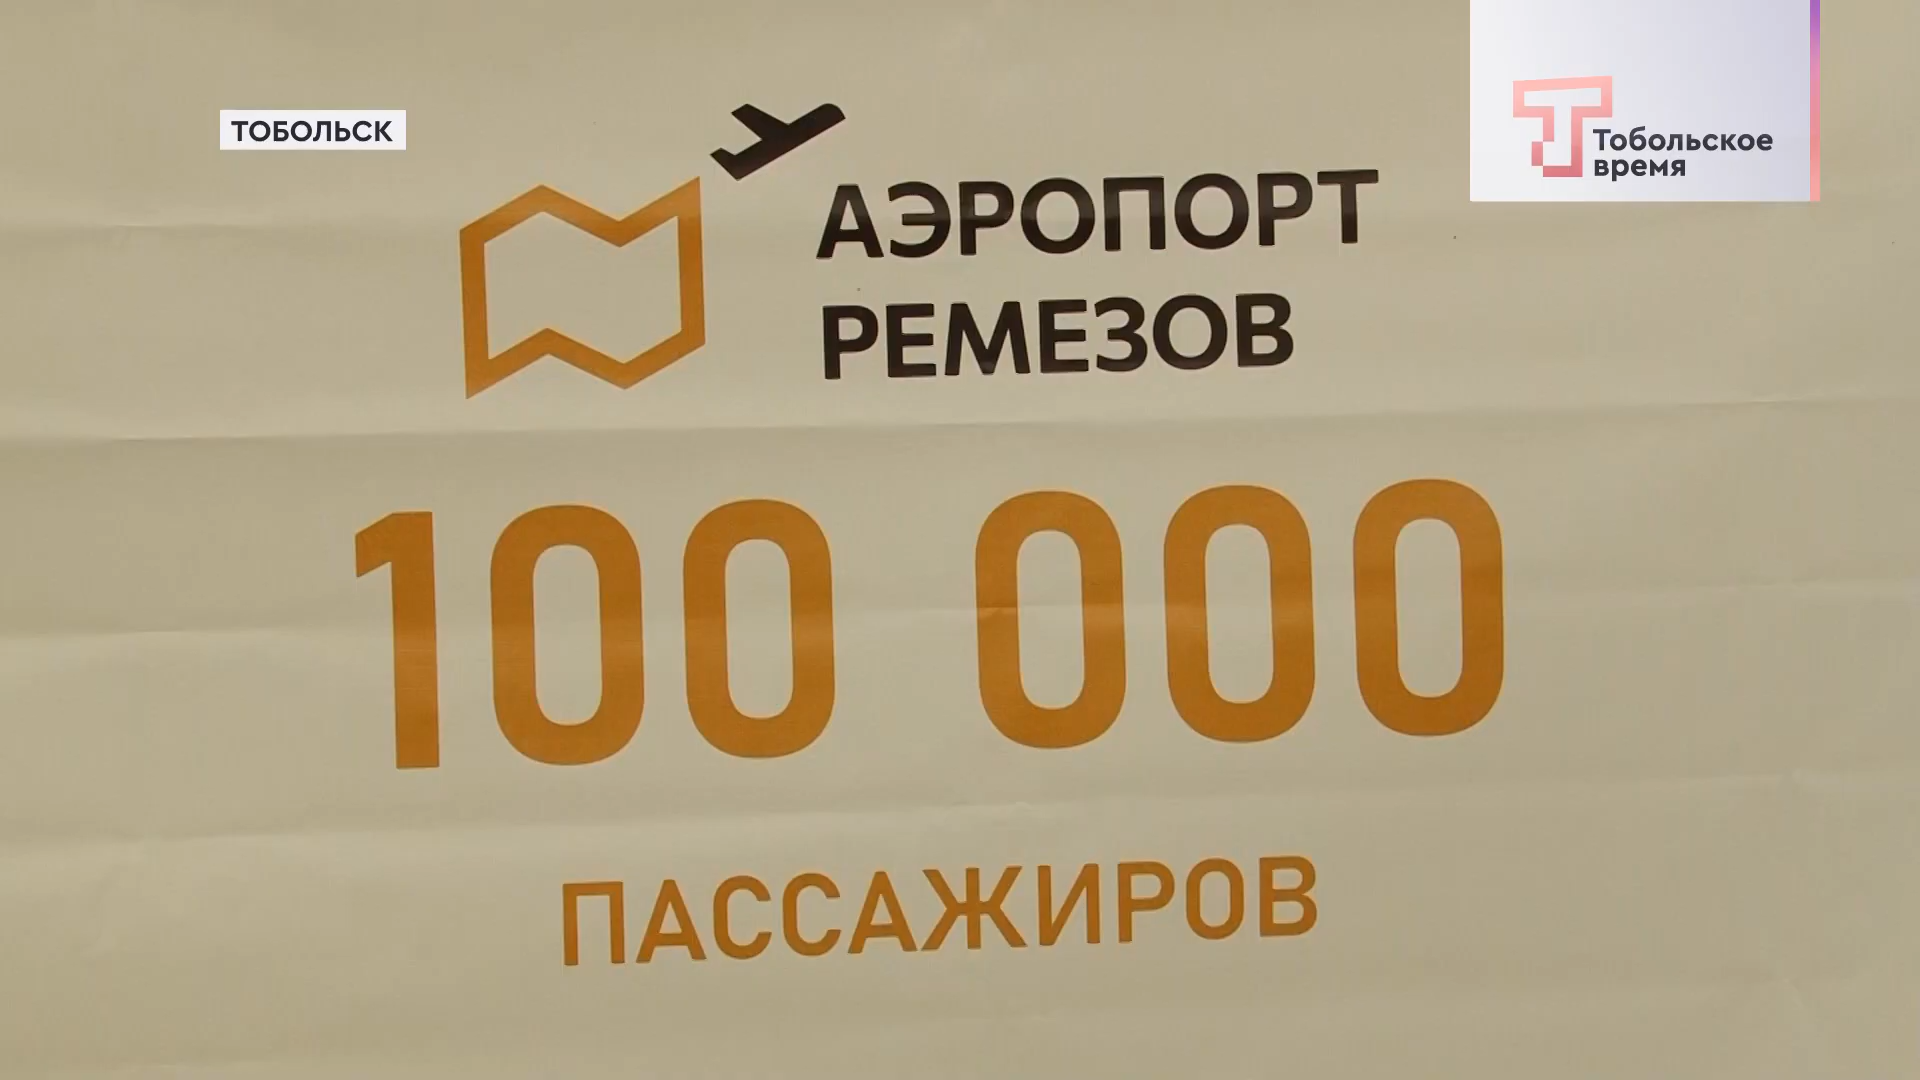 ТОБОЛЬСК
Тобольское
время
АЭРОПОРТ
РЕМЕЗОВ
100 000
ПАССАЖИРОВ